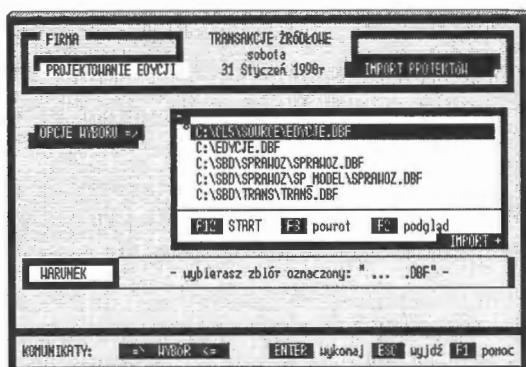 FIRMA
TRANSAKCJE ŹRÓDŁOWE
sobota
PROJEKTOWANIE EDYCJI
31 Styczeń 1998r
IMPORT PROJEKTÓW
OPCJE WYBORU =>
C:\CLS\SOURCE\EDYCJE.DBF
C:\EDYCJE.DBF
C:\SBD\SPRAWOZ\SPRAWOZ.DBF
C:\SBD\SPRAWOZ\SP_MODEL\SPRAWOZ.DBF
C:\SBD\TRANS\TRANS.DBF
F12 START F3 powrot F2 podgląd
IMPORT +
WARUNEK
- wybierasz zbiór oznaczony: "... .DBF" -
KOMUNIKATY: => WYBÓR <= ENTER wykonaj ESC wyjdź F1 pomoc